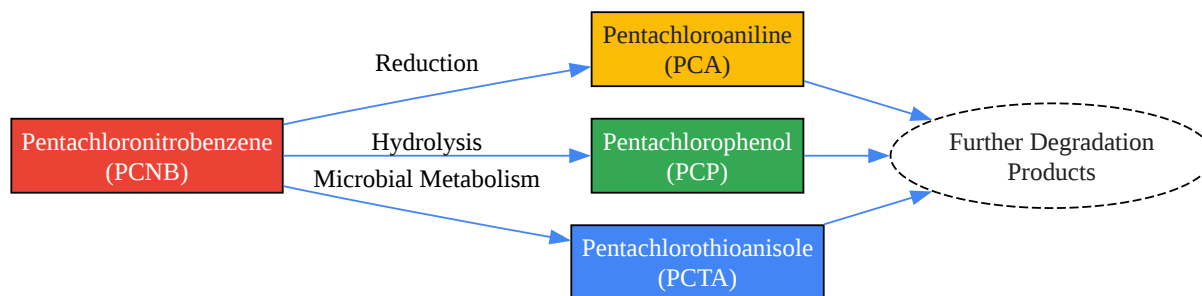 Pentachloronitrobenzene
(PCNB)
Reduction
Hydrolysis
Microbial Metabolism
Pentachloroaniline
(PCA)
Pentachlorophenol
(PCP)
Pentachlorothioanisole
(PCTA)
Further Degradation
Products